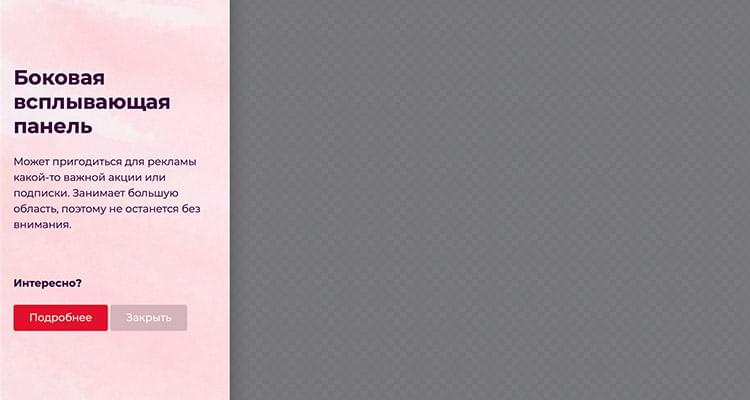 Боковая
всплывающая
панель
Может пригодиться для рекламы
какой-то важной акции или
подписки. Занимает большую
область, поэтому не останется без
внимания.
Интересно?
Подробнее Закрыть